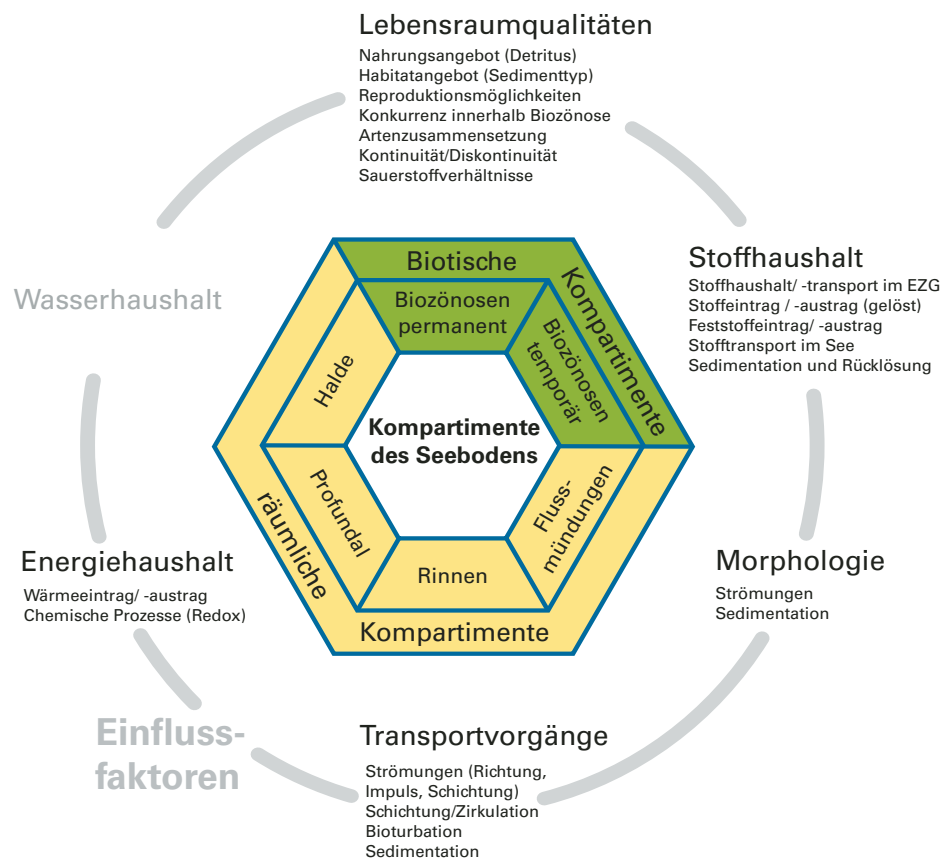 Lebensraumqualitäten
Nahrungsangebot (Detritus)
Habitatangebot (Sedimenttyp)
Reproduktionsmöglichkeiten
Konkurrenz innerhalb Biozönose
Artenzusammensetzung
Kontinuität/Diskontinuität
Sauerstoffverhältnisse
Stoffhaushalt
Stoffhaushalt/ -transport im EZG
Stoffeintrag / -austrag (gelöst)
Feststoffeintrag/ -austrag
Stofftransport im See
Sedimentation und Rücklösung
Morphologie
Strömungen
Sedimentation
Transportvorgänge
Strömungen (Richtung,
Impuls, Schichtung)
Schichtung/Zirkulation
Bioturbation
Sedimentation
Einfluss-
faktoren
Energiehaushalt
Wärmeeintrag/ -austrag
Chemische Prozesse (Redox)
Wasserhaushalt
Biotische
Kompartimente
Biozönosen
permanent
Biozönosen
temporär
Fluss-
mündungen
Rinnen
Profundal
Halde
räumliche
Kompartimente
Kompartimente
des Seebodens